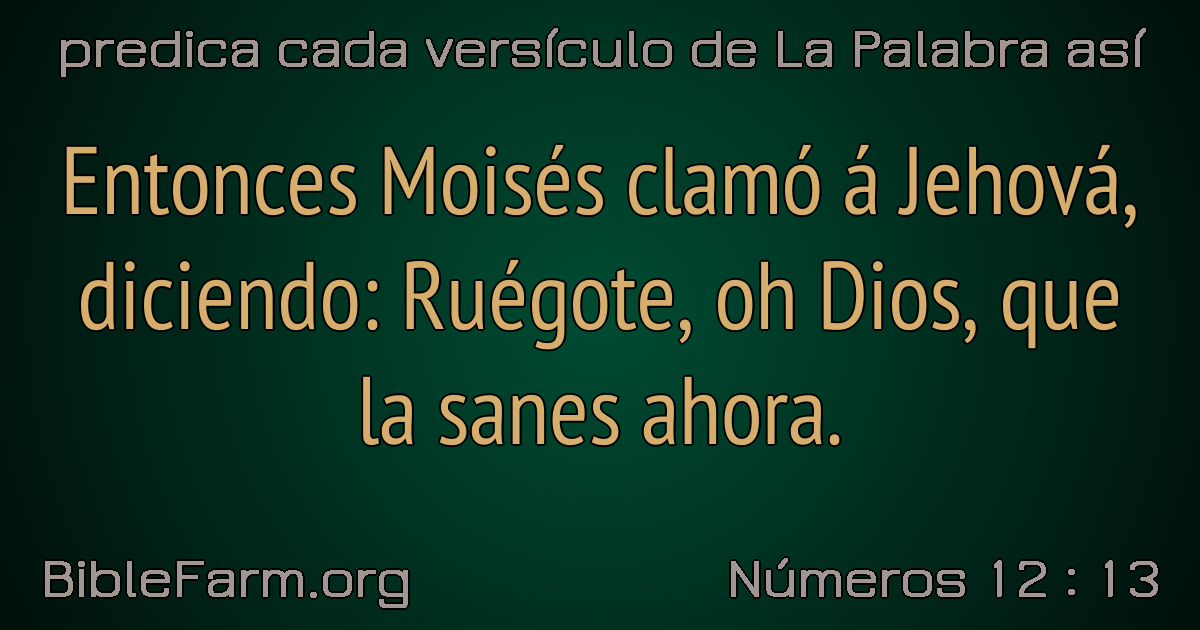 predica cada versículo de La Palabra así
Entonces Moisés clamó á Jehová,
diciendo: Ruégote, oh Dios, que
la sanes ahora.
BibleFarm.org
Números 12 : 13